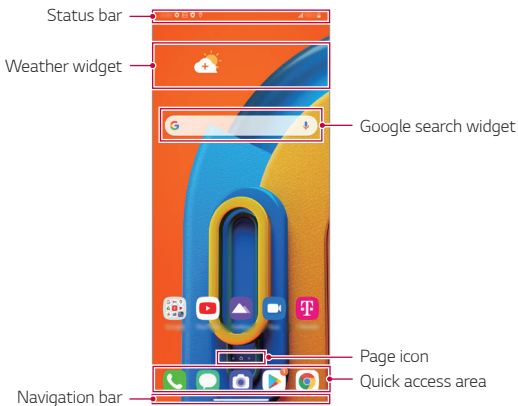 Status bar
Weather widget
Google search widget
Page icon
Quick access area
Navigation bar